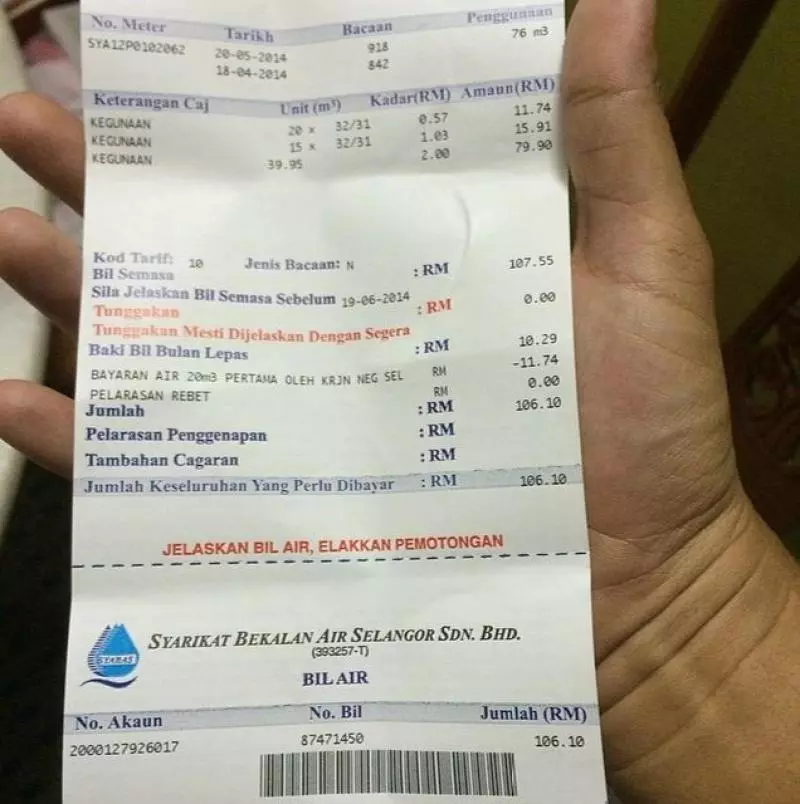 No. Meter Tarikh Bacaan Penggunaan
SYA12P0102062 20-05-2014 918 76 m3
18-04-2014 842
Keterangan Caj Unit (m³) Kadar(RM) Amaun(RM)
KEGUNAAN 20 x 32/31 0.57 11.74
KEGUNAAN 15 x 32/31 1.03 15.91
KEGUNAAN 39.95 2.00 79.90
Kod Tarif: 10 Jenis Bacaan: N
Bil Semasa : RM 107.55
Sila Jelaskan Bil Semasa Sebelum 19-06-2014
Tunggakan : RM 0.00
Tunggakan Mesti Dijelaskan Dengan Segera
Baki Bil Bulan Lepas : RM 10.29
BAYARAN AIR 20m3 PERTAMA OLEH KRJN NEG SEL RM -11.74
PELARASAN REBET RM 0.00
Jumlah : RM 106.10
Pelarasan Penggenapan : RM
Tambahan Cagaran : RM
Jumlah Keseluruhan Yang Perlu Dibayar : RM 106.10
JELASKAN BIL AIR, ELAKKAN PEMOTONGAN
SYABAS
SYARIKAT BEKALAN AIR SELANGOR SDN. BHD.
(393257-T)
BIL AIR
No. Akaun No. Bil Jumlah (RM)
2000127926017 87471450 106.10